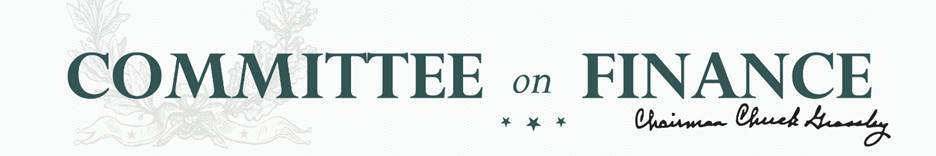 COMMITTEE on FINANCE
Chairman Chuck Grassley